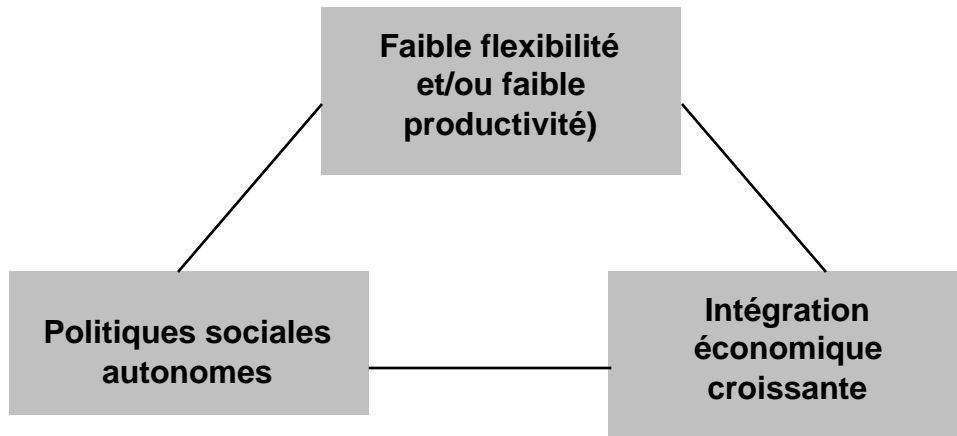 Faible flexibilité
et/ou faible
productivité)
Politiques sociales
autonomes
Intégration
économique
croissante